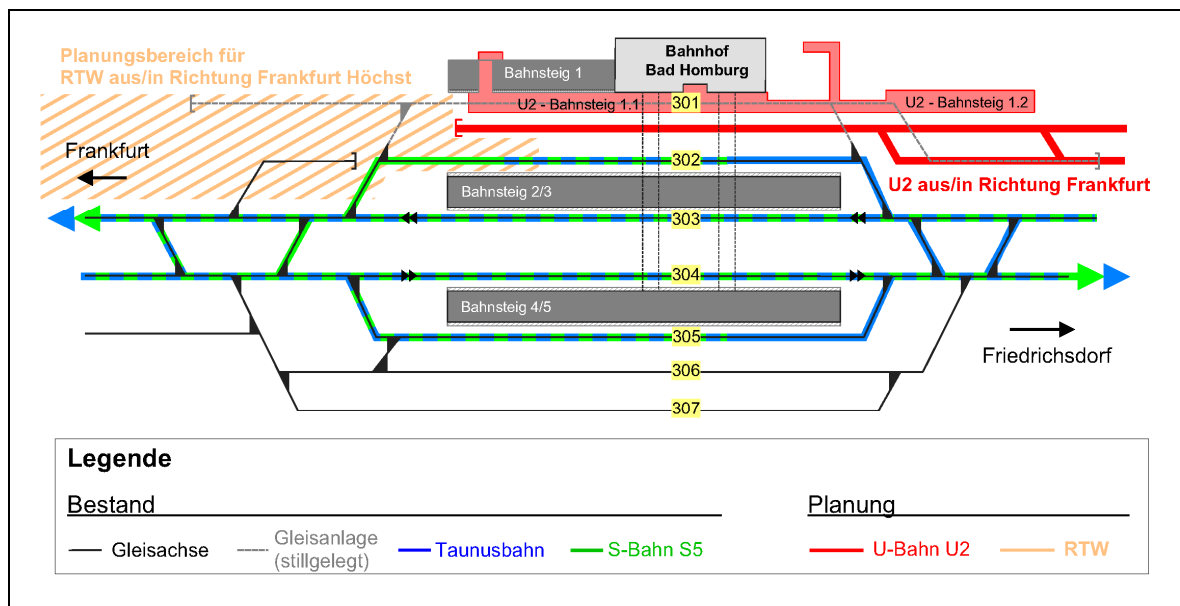 Planungsbereich für
RTW aus/in Richtung Frankfurt Höchst
Bahnhof
Bad Homburg
Bahnsteig 1
U2 - Bahnsteig 1.1
301
U2 - Bahnsteig 1.2
Frankfurt
302
U2 aus/in Richtung Frankfurt
Bahnsteig 2/3
303
304
Bahnsteig 4/5
305
Friedrichsdorf
306
307
Legende
Bestand
Planung
Gleisachse
Gleisanlage
(stillgelegt)
Taunusbahn
S-Bahn S5
U-Bahn U2
RTW